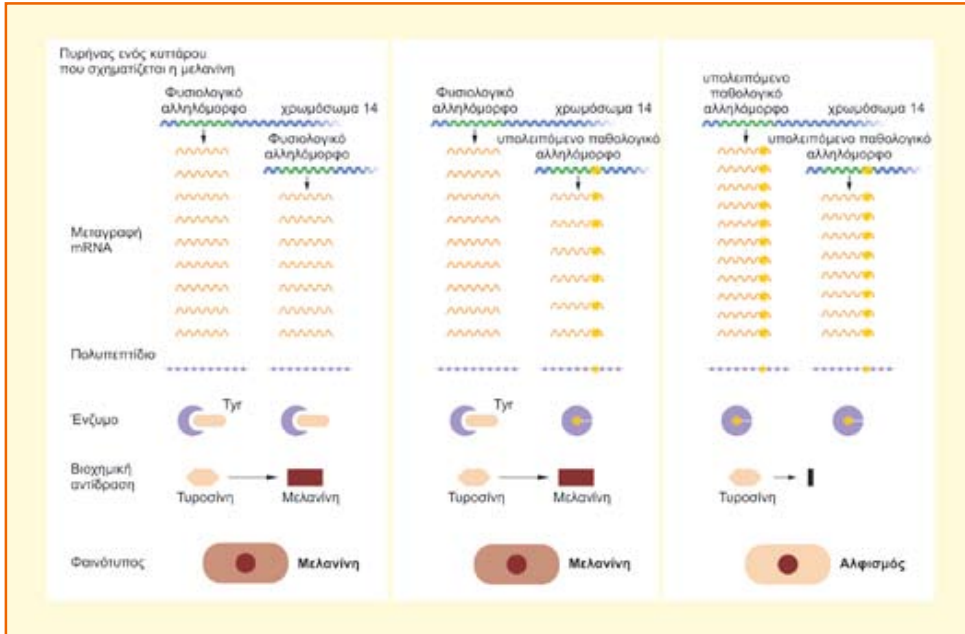 Πυρήνας ενός κυττάρου
που σχηματίζεται η μελανίνη
Φυσιολογικό
αλληλόμορφο
χρωμόσωμα 14
Φυσιολογικό
αλληλόμορφο
Μεταγραφή
mRNA
Πολυπεπτίδιο
Ένζυμο
Tyr
Βιοχημική
αντίδραση
Τυροσίνη
Μελανίνη
Φαινότυπος
Μελανίνη
Φυσιολογικό
αλληλόμορφο
χρωμόσωμα 14
υπολειπόμενο παθολογικό
αλληλόμορφο
Tyr
Τυροσίνη
Μελανίνη
Μελανίνη
υπολειπόμενο
παθολογικό
αλληλόμορφο
χρωμόσωμα 14
υπολειπόμενο παθολογικό
αλληλόμορφο
Τυροσίνη
Αλφισμός